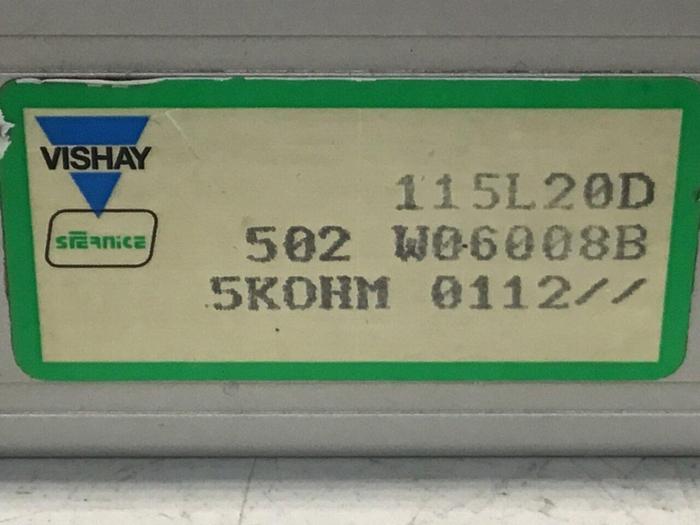 VISHAY
sfernice
115L20D
502 W06008B
5KOHM 0112//